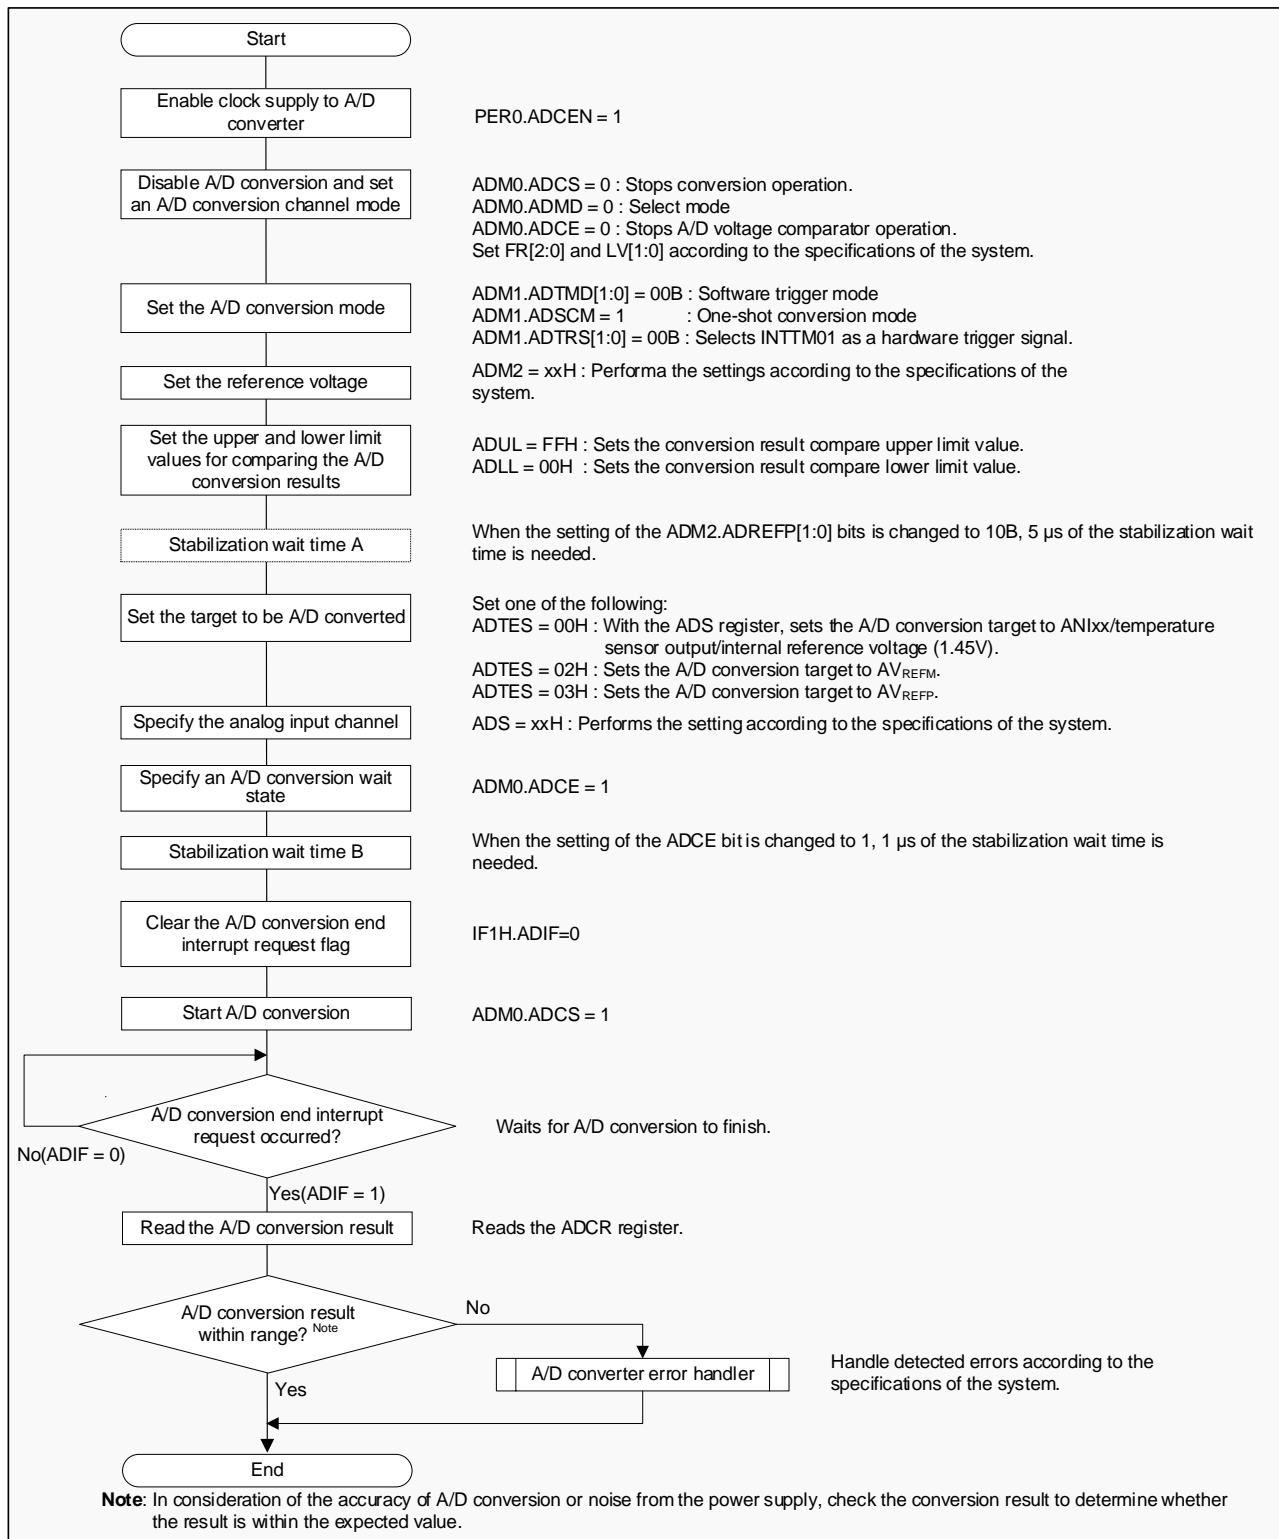 Start
Enable clock supply to A/D
converter
PER0.ADCEN = 1
Disable A/D conversion and set
an A/D conversion channel mode
ADM0.ADCS = 0 : Stops conversion operation.
ADM0.ADMD = 0 : Select mode
ADM0.ADCE = 0 : Stops A/D voltage comparator operation.
Set FR[2:0] and LV[1:0] according to the specifications of the system.
Set the A/D conversion mode
ADM1.ADTMD[1:0] = 00B : Software trigger mode
ADM1.ADSCM = 1 : One-shot conversion mode
ADM1.ADTRS[1:0] = 00B : Selects INTTM01 as a hardware trigger signal.
Set the reference voltage
ADM2 = xxH : Performa the settings according to the specifications of the
system.
Set the upper and lower limit
values for comparing the A/D
conversion results
ADUL = FFH : Sets the conversion result compare upper limit value.
ADLL = 00H : Sets the conversion result compare lower limit value.
Stabilization wait time A
When the setting of the ADM2.ADREFP[1:0] bits is changed to 10B, 5 µs of the stabilization wait
time is needed.
Set the target to be A/D converted
Set one of the following:
ADTES = 00H : With the ADS register, sets the A/D conversion target to ANIxx/temperature
sensor output/internal reference voltage (1.45V).
ADTES = 02H : Sets the A/D conversion target to AVREFM.
ADTES = 03H : Sets the A/D conversion target to AVREFP.
Specify the analog input channel
ADS = xxH : Performs the setting according to the specifications of the system.
Specify an A/D conversion wait
state
ADM0.ADCE = 1
Stabilization wait time B
When the setting of the ADCE bit is changed to 1, 1 µs of the stabilization wait time is
needed.
Clear the A/D conversion end
interrupt request flag
IF1H.ADIF=0
Start A/D conversion
ADM0.ADCS = 1
A/D conversion end interrupt
request occurred?
Waits for A/D conversion to finish.
No(ADIF = 0)
Yes(ADIF = 1)
Read the A/D conversion result
Reads the ADCR register.
A/D conversion result
within range? Note
No
A/D converter error handler
Handle detected errors according to the
specifications of the system.
Yes
End
Note: In consideration of the accuracy of A/D conversion or noise from the power supply, check the conversion result to determine whether
the result is within the expected value.